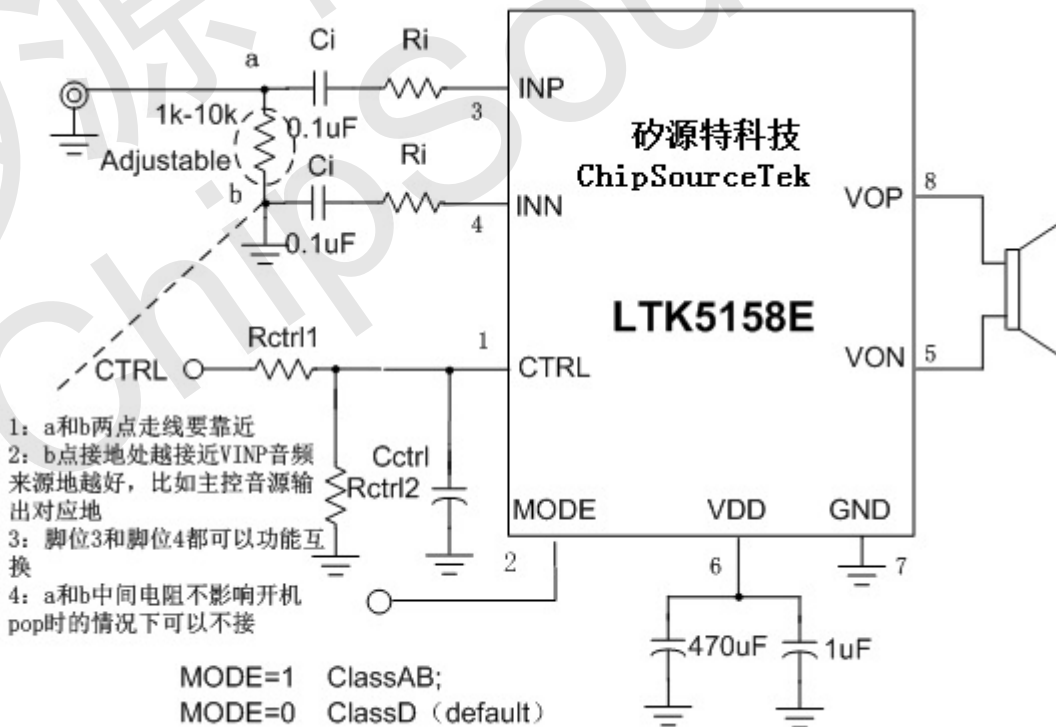 Ci
Ri
a
INP
3
1k-10k
0.1uF
Adjustable
Ci
Ri
b
INN
4
0.1uF
矽源特科技
ChipSourceTek
VOP
8
LTK5158E
Rctrl1
1
CTRL
CTRL
VON
5
1: a和b两点走线要靠近
2: b点接地处越接近VINP音频
来源地越好，比如主控音源输
出对应地
3: 脚位3和脚位4都可以功能互
换
4: a和b中间电阻不影响开机
pop时的情况下可以不接
Cctrl
Rctrl2
MODE
VDD
GND
2
6
7
470uF
1uF
MODE=1 ClassAB;
MODE=0 ClassD（default）
源
ChipSou